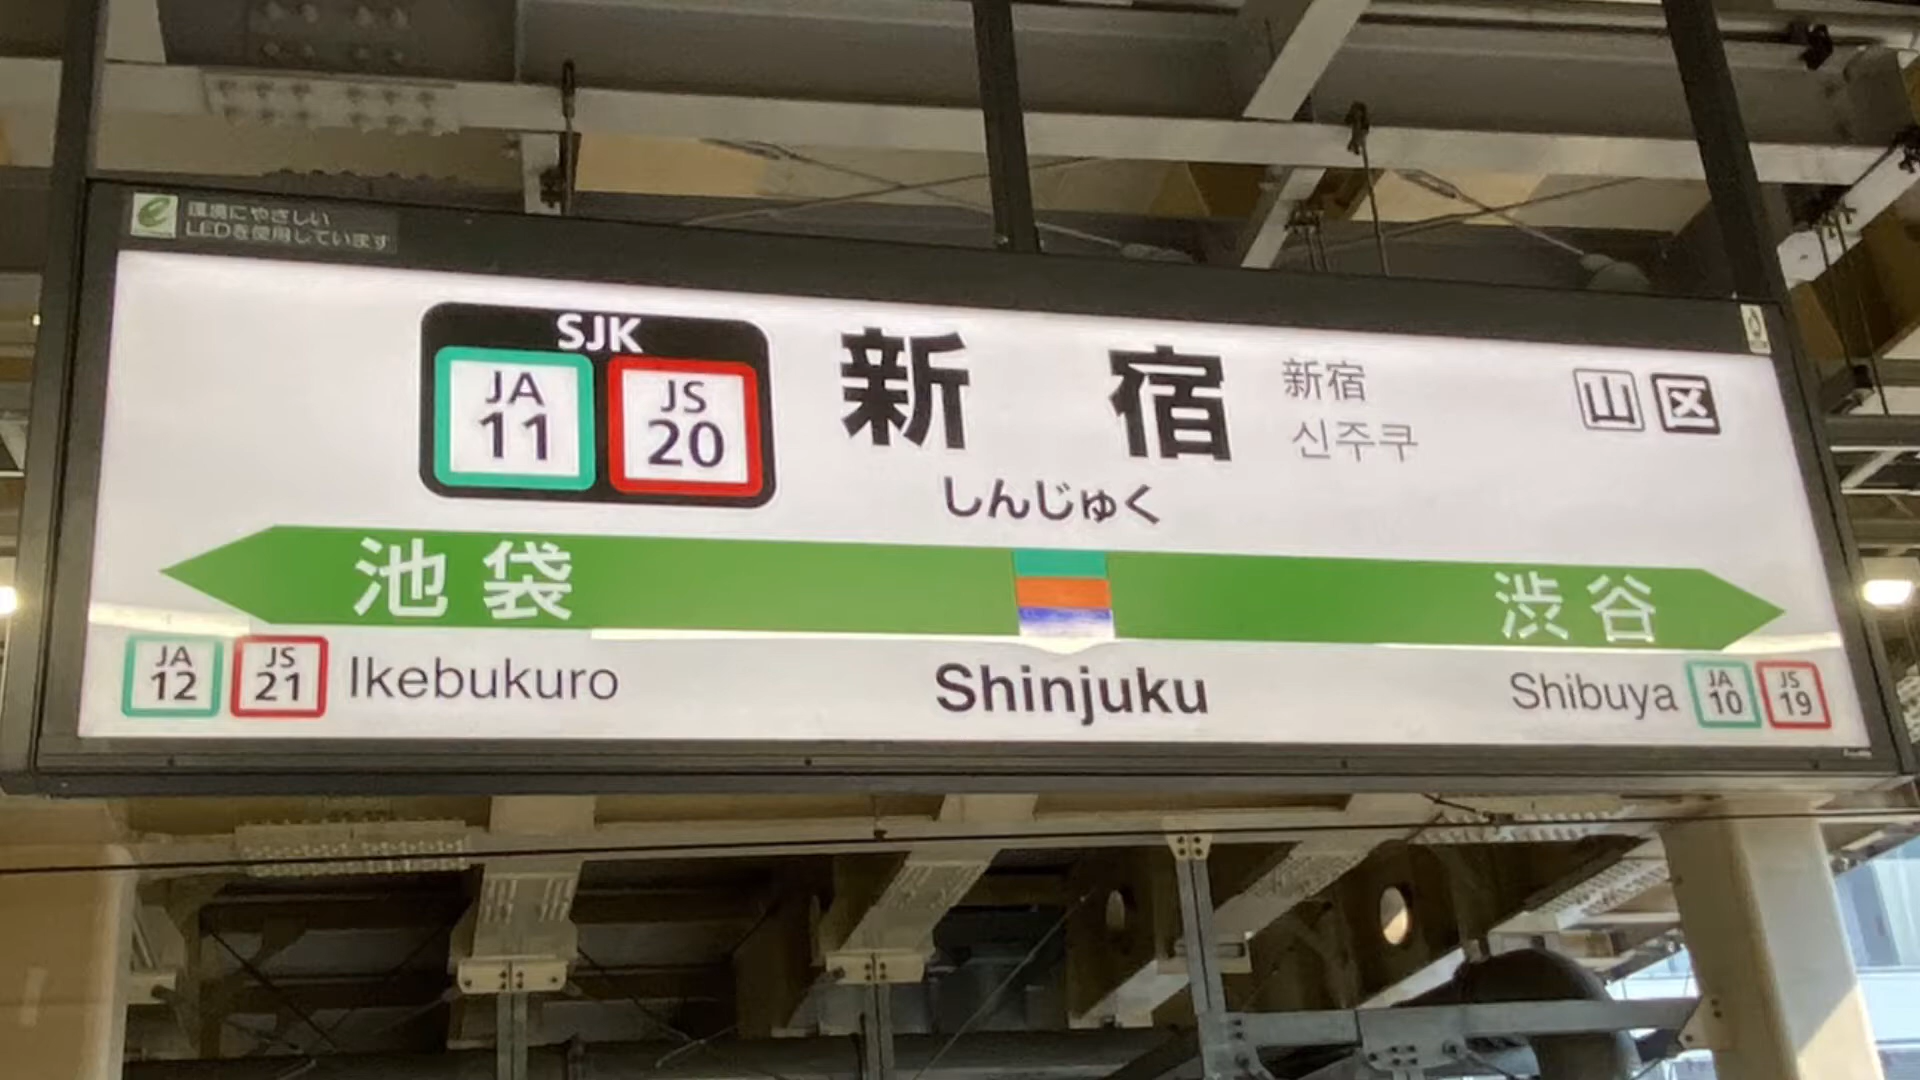 環境にやさしい
LEDを使用しています
SJK
JA 11
JS 20
新宿
新宿
신주쿠
山 区
しんじゅく
池袋
渋谷
JA 12
JS 21
Ikebukuro
Shinjuku
Shibuya
JA 10
JS 19